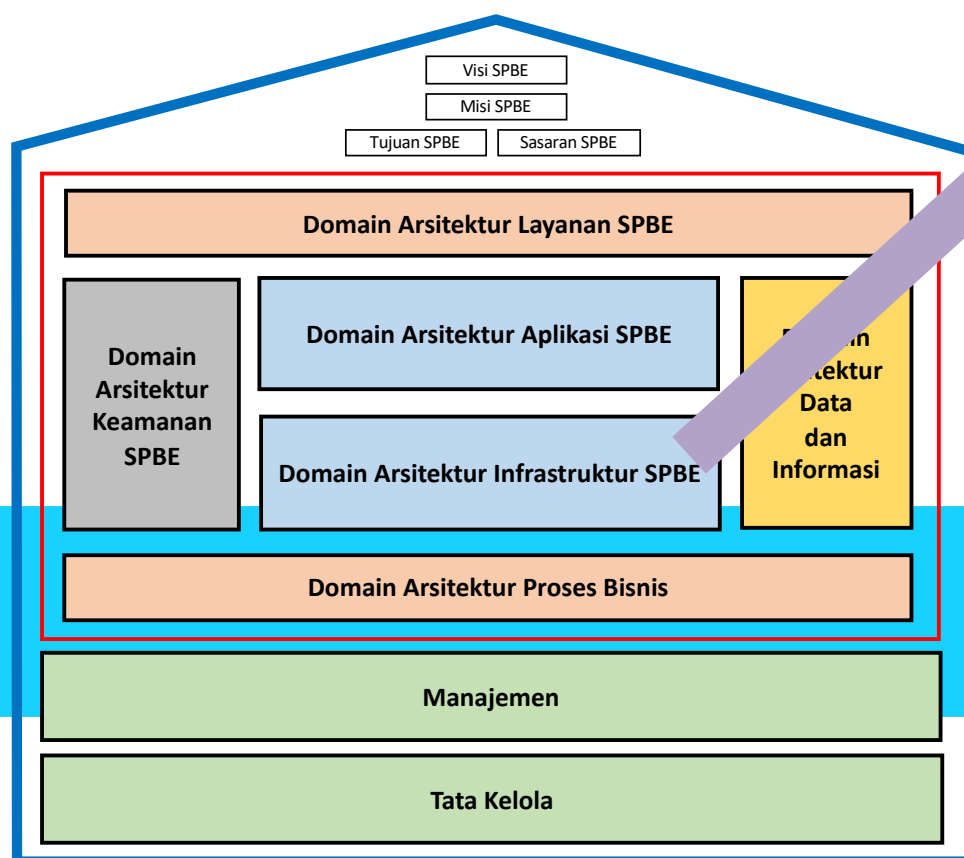 Visi SPBE
Misi SPBE
Tujuan SPBE
Sasaran SPBE
Domain Arsitektur Layanan SPBE
Domain
Arsitektur
Keamanan
SPBE
Domain Arsitektur Aplikasi SPBE
Domain Arsitektur Infrastruktur SPBE
Data
dan
Informasi
Domain Arsitektur Proses Bisnis
Manajemen
Tata Kelola